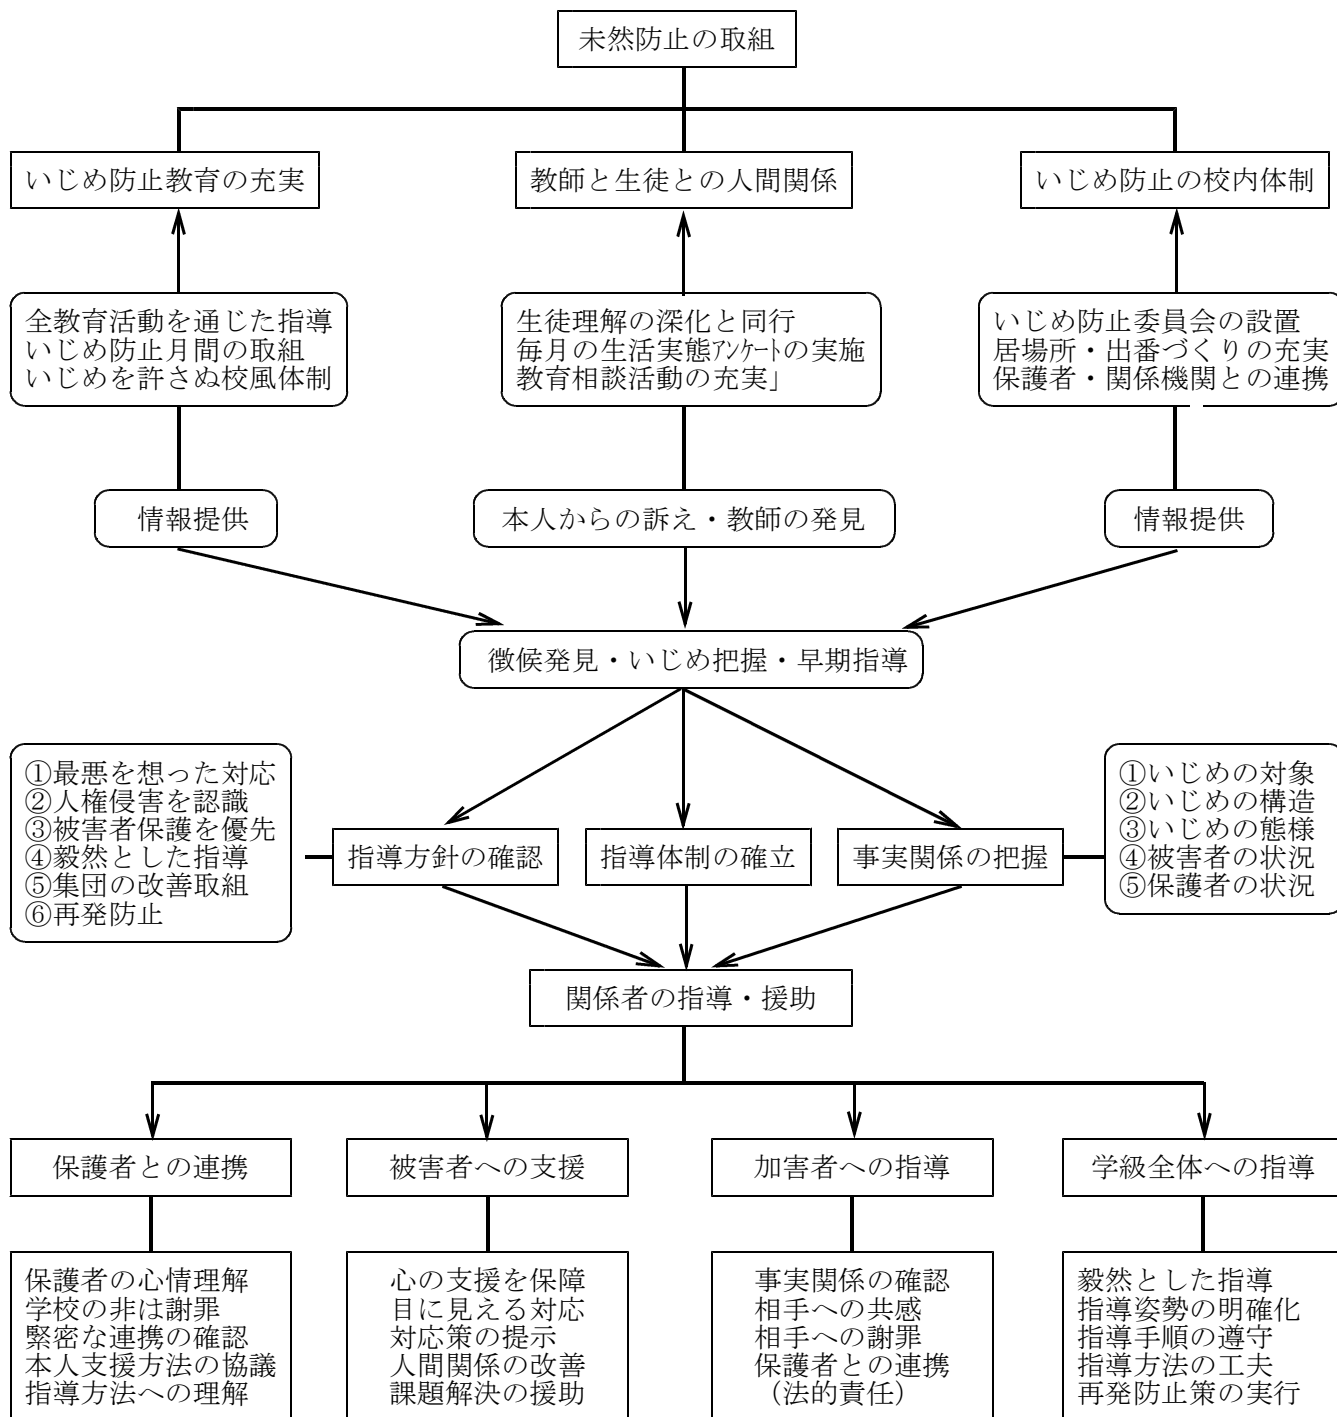 未然防止の取組
いじめ防止教育の充実
教師と生徒との人間関係
いじめ防止の校内体制
全教育活動を通じた指導
いじめ防止月間の取組
いじめを許さぬ校風体制
生徒理解の深化と同行
毎月の生活実態ｱﾝｹｰﾄの実施
教育相談活動の充実」
いじめ防止委員会の設置
居場所・出番づくりの充実
保護者・関係機関との連携
情報提供
本人からの訴え・教師の発見
情報提供
徴候発見・いじめ把握・早期指導
①最悪を想った対応
②人権侵害を認識
③被害者保護を優先
④毅然とした指導
⑤集団の改善取組
⑥再発防止
指導方針の確認
指導体制の確立
事実関係の把握
①いじめの対象
②いじめの構造
③いじめの態様
④被害者の状況
⑤保護者の状況
関係者の指導・援助
保護者との連携
被害者への支援
加害者への指導
学級全体への指導
保護者の心情理解
学校の非は謝罪
緊密な連携の確認
本人支援方法の協議
指導方法への理解
心の支援を保障
目に見える対応
対応策の提示
人間関係の改善
課題解決の援助
事実関係の確認
相手への共感
相手への謝罪
保護者との連携
（法的責任）
毅然とした指導
指導姿勢の明確化
指導手順の遵守
指導方法の工夫
再発防止策の実行